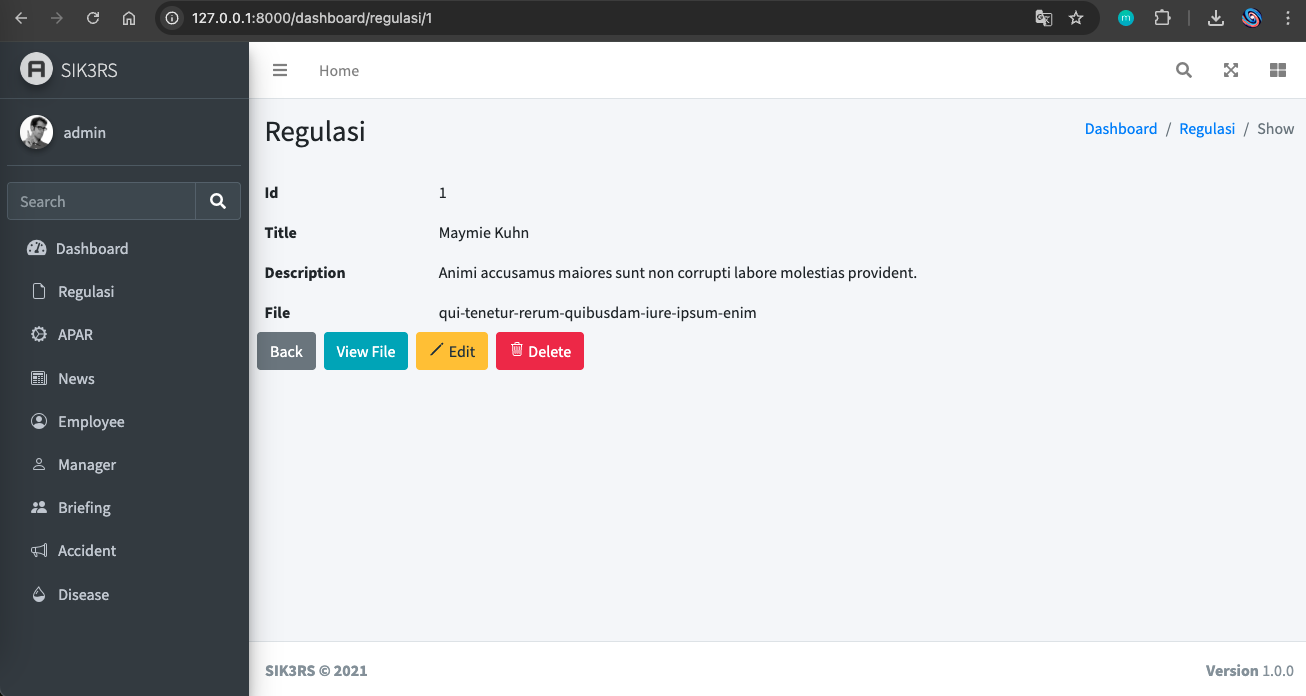 127.0.0.1:8000/dashboard/regulasi/1
m
SIK3RS
Home
admin
Regulasi
Dashboard / Regulasi / Show
Search
Dashboard
Regulasi
APAR
News
Employee
Manager
Briefing
Accident
Disease
Id 1
Title Maymie Kuhn
Description Animi accusamus maiores sunt non corrupti labore molestias provident.
File qui-tenetur-rerum-quibusdam-iure-ipsum-enim
Back View File Edit Delete
SIK3RS © 2021
Version 1.0.0